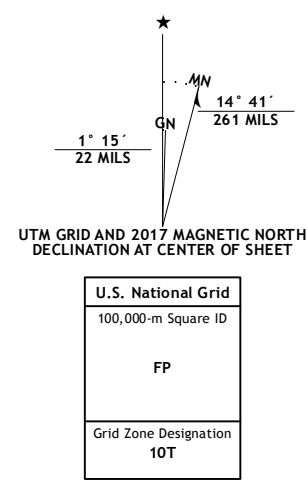 ★
MN
GN
14° 41´
261 MILS
1° 15´
22 MILS
UTM GRID AND 2017 MAGNETIC NORTH
DECLINATION AT CENTER OF SHEET
U.S. National Grid
100,000-m Square ID
FP
Grid Zone Designation
10T